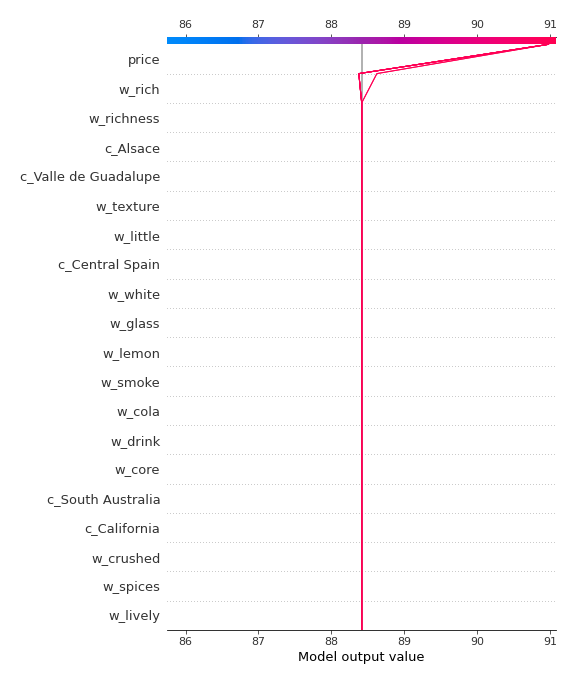 86 87 88 89 90 91
price
w_rich
w_richness
c_Alsace
c_Valle de Guadalupe
w_texture
w_little
c_Central Spain
w_white
w_glass
w_lemon
w_smoke
w_cola
w_drink
w_core
c_South Australia
c_California
w_crushed
w_spices
w_lively
86 87 88 89 90 91
Model output value